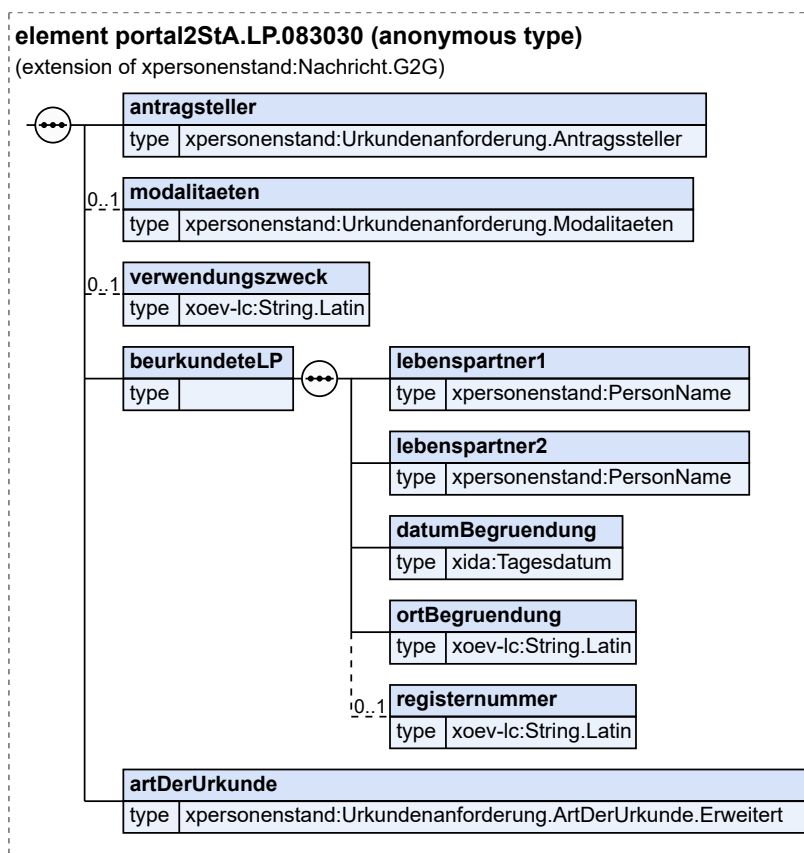 element portal2StA.LP.083030 (anonymous type)
(extension of xpersonenstand:Nachricht.G2G)
antragsteller
type xpersonenstand:Urkundenanforderung.Antragssteller
0..1
modalitaeten
type xpersonenstand:Urkundenanforderung.Modalitaeten
0..1
verwendungszweck
type xoev-lc:String.Latin
beurkundeteLP
type
lebenspartner1
type xpersonenstand:PersonName
lebenspartner2
type xpersonenstand:PersonName
datumBegruendung
type xida:Tagesdatum
ortBegruendung
type xoev-lc:String.Latin
0..1
registernummer
type xoev-lc:String.Latin
artDerUrkunde
type xpersonenstand:Urkundenanforderung.ArtDerUrkunde.Erweitert